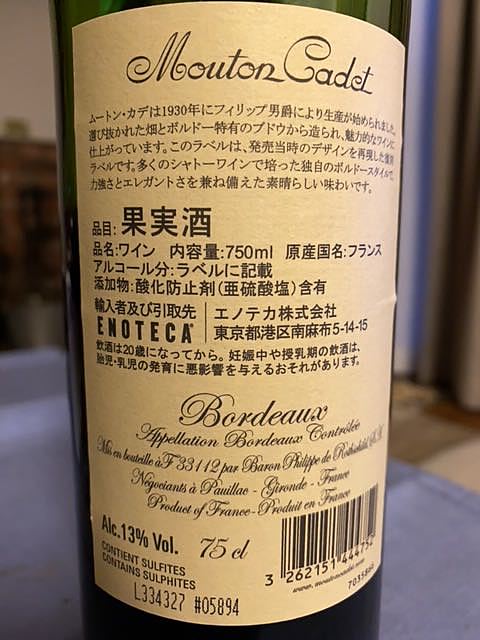 Mouton Cadet
ムートン・カデは1930年にフィリップ男爵により生産が始められました。
選び抜かれた畑とボルドー特有のブドウから造られ、魅力的なワインに
仕上がっています。このラベルは、発売当時のデザインを再現した復刻
ラベルです。多くのシャトーワインで培った独自のボルドースタイルで、
力強さとエレガントさを兼ね備えた素晴らしい味わいです。
品目: 果実酒
品名:ワイン 内容量:750ml 原産国名:フランス
アルコール分:ラベルに記載
添加物:酸化防止剤(亜硫酸塩)含有
輸入者及び引取先 エノテカ株式会社
ENOTECA 東京都港区南麻布5-14-15
飲酒は20歳になってから。妊娠中や授乳期の飲酒は、
胎児・乳児の発育に悪影響を与えるおそれがあります。
Bordeaux
Appellation Bordeaux Contrôlée
Mis en bouteille à F 33112 par Baron Philippe de Rothschild
Négociants à Pauillac - Gironde - France
Product of France - Produit en France
Alc.13% Vol. 75 cl
CONTIENT SULFITES
CONTAINS SULPHITES
3 262151 444
L334327 #05894